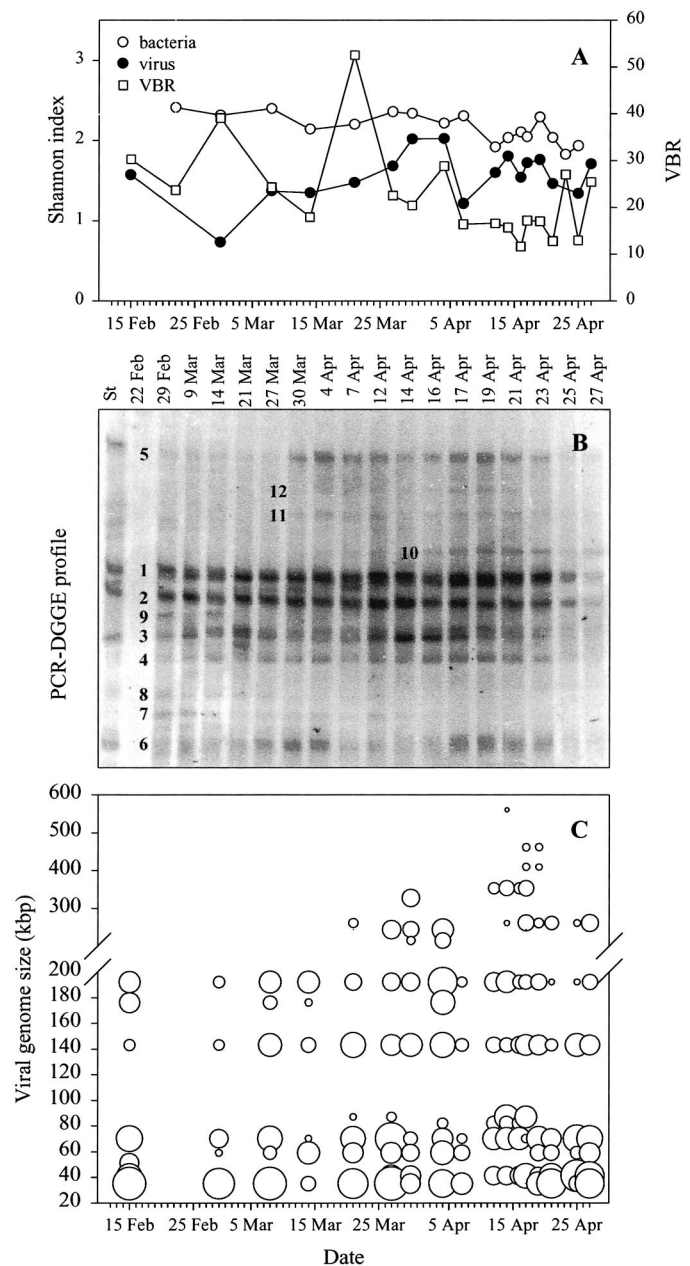 A
bacteria
virus
VBR
Shannon index
3
2
1
0
VBR
60
50
40
30
20
10
0
15 Feb 25 Feb 5 Mar 15 Mar 25 Mar 5 Apr 15 Apr 25 Apr
St 22 Feb 29 Feb 9 Mar 14 Mar 21 Mar 27 Mar 30 Mar 4 Apr 7 Apr 12 Apr 14 Apr 16 Apr 17 Apr 19 Apr 21 Apr 23 Apr 25 Apr 27 Apr
B
PCR-DGGE profile
5
12
11
10
1
2
9
3
4
8
7
6
C
Viral genome size (kbp)
600
500
400
300
200
180
160
140
120
100
80
60
40
20
15 Feb 25 Feb 5 Mar 15 Mar 25 Mar 5 Apr 15 Apr 25 Apr
Date